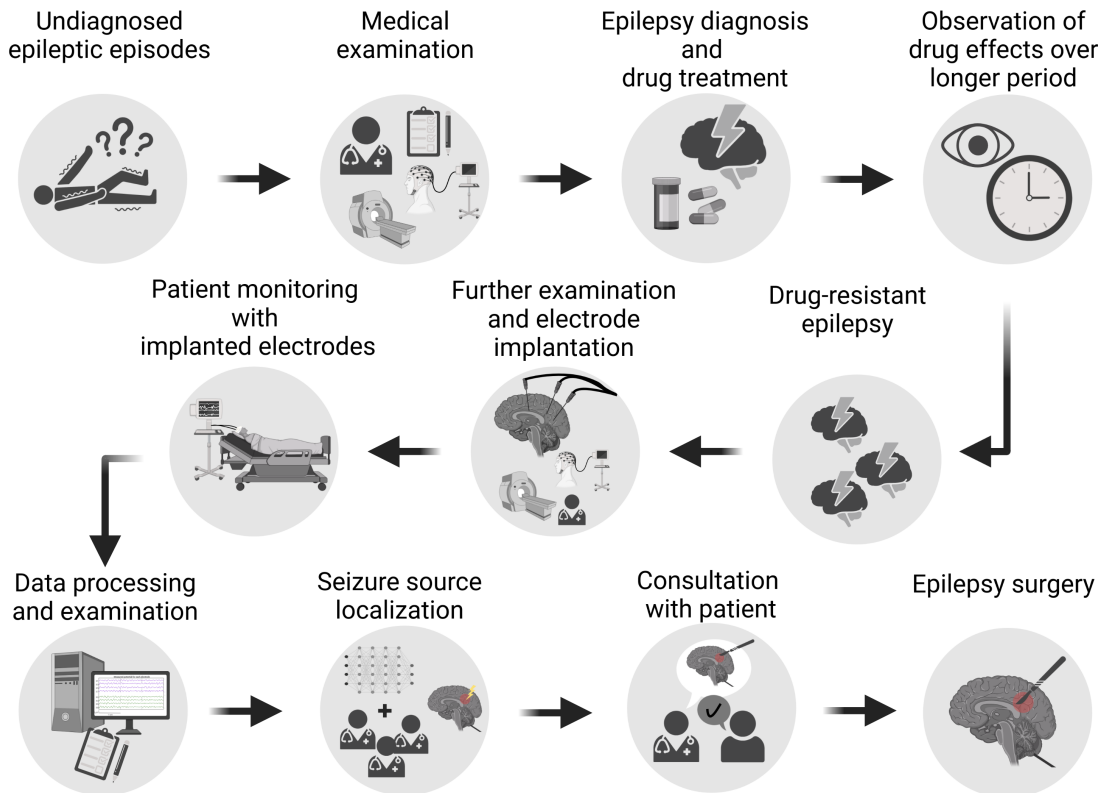 Undiagnosed
epileptic episodes
Medical
examination
Epilepsy diagnosis
and
drug treatment
Observation of
drug effects over
longer period
Patient monitoring
with
implanted electrodes
Further examination
and electrode
implantation
Drug-resistant
epilepsy
Data processing
and examination
Seizure source
localization
Consultation
with patient
Epilepsy surgery